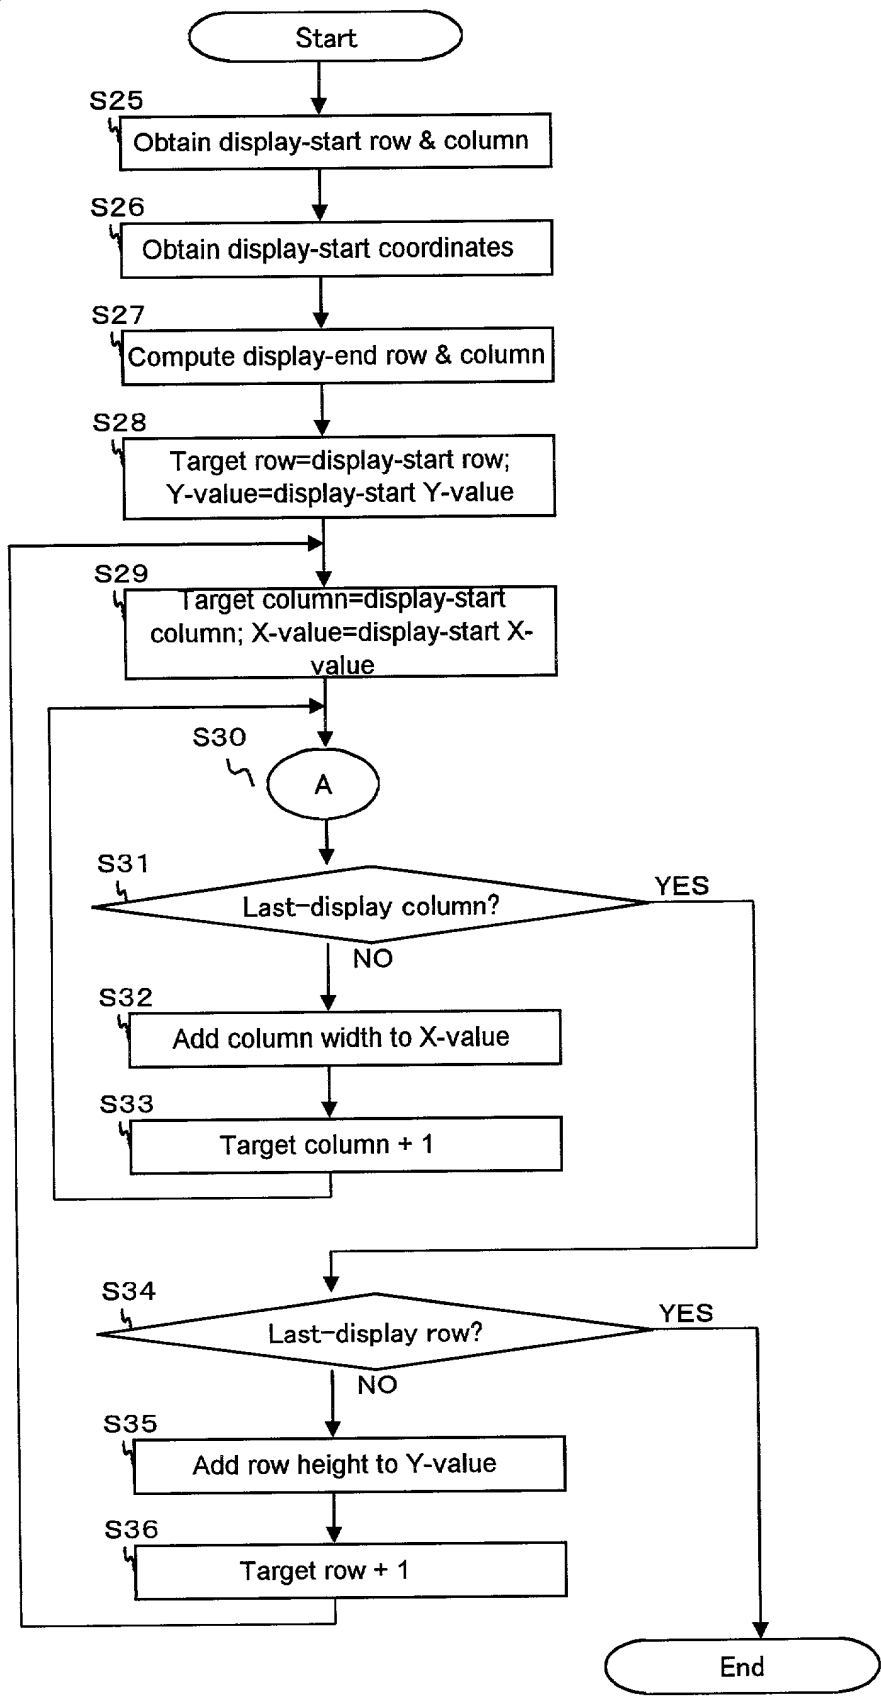 Start
S25
Obtain display-start row & column
S26
Obtain display-start coordinates
S27
Compute display-end row & column
S28
Target row=display-start row;
Y-value=display-start Y-value
S29
Target column=display-start
column; X-value=display-start X-
value
S30
A
S31
Last-display column?
YES
NO
S32
Add column width to X-value
S33
Target column + 1
S34
Last-display row?
YES
NO
S35
Add row height to Y-value
S36
Target row + 1
End